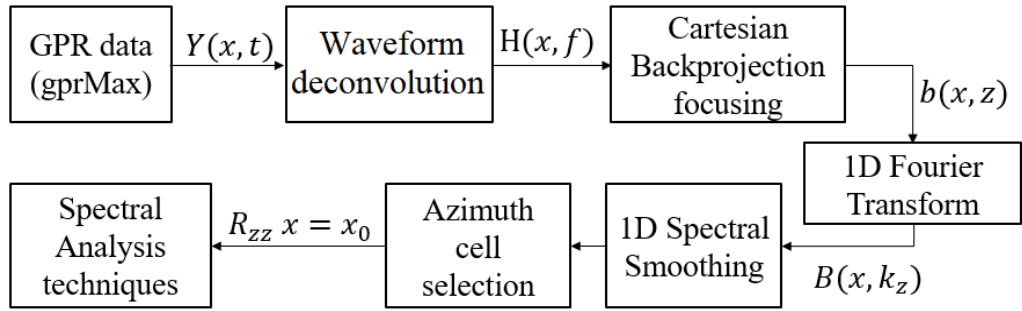 GPR data
(gprMax)
Y(x, t)
Waveform
deconvolution
H(x, f)
Cartesian
Backprojection
focusing
b(x, z)
1D Fourier
Transform
B(x, k_z)
1D Spectral
Smoothing
Azimuth
cell
selection
R_zz x = x_0
Spectral
Analysis
techniques